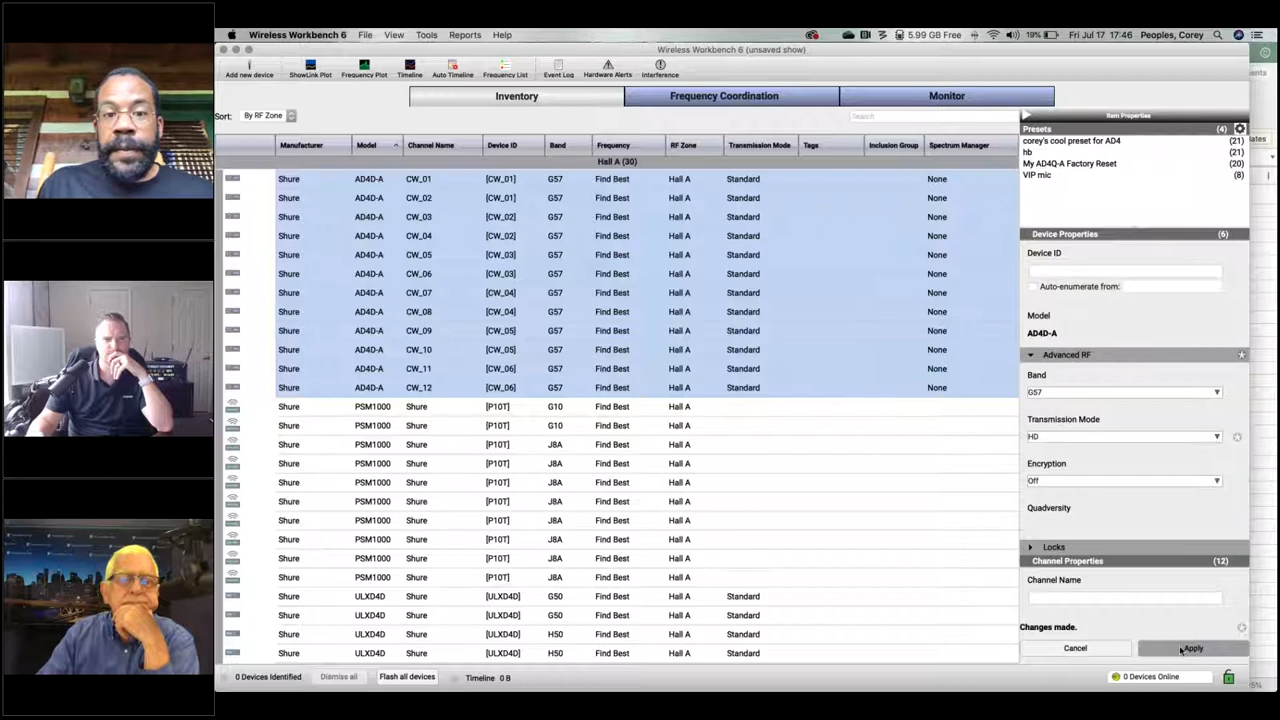 Wireless Workbench 6 File Edit View Tools Reports Help 5.99 GB Free 19% Fri Jul 17 17:46 Peoples, Corey
Wireless Workbench 6 (unsaved show)
Add new device ShowLink Plot Frequency Plot Timeline Auto Timeline Frequency List Event Log Hardware Alerts Interference
Inventory Frequency Coordination Monitor
Sort: By RF Zone Search
Manufacturer Model Channel Name Device ID Band Frequency RF Zone Transmission Mode Tags Inclusion Group Spectrum Manager
Hall A (30)
Shure AD4D-A CW_01 [CW_01] G57 Find Best Hall A Standard None
Shure AD4D-A CW_02 [CW_01] G57 Find Best Hall A Standard None
Shure AD4D-A CW_03 [CW_02] G57 Find Best Hall A Standard None
Shure AD4D-A CW_04 [CW_02] G57 Find Best Hall A Standard None
Shure AD4D-A CW_05 [CW_03] G57 Find Best Hall A Standard None
Shure AD4D-A CW_06 [CW_03] G57 Find Best Hall A Standard None
Shure AD4D-A CW_07 [CW_04] G57 Find Best Hall A Standard None
Shure AD4D-A CW_08 [CW_04] G57 Find Best Hall A Standard None
Shure AD4D-A CW_09 [CW_05] G57 Find Best Hall A Standard None
Shure AD4D-A CW_10 [CW_05] G57 Find Best Hall A Standard None
Shure AD4D-A CW_11 [CW_06] G57 Find Best Hall A Standard None
Shure AD4D-A CW_12 [CW_06] G57 Find Best Hall A Standard None
Shure PSM1000 Shure [P10T] G10 Find Best Hall A
Shure PSM1000 Shure [P10T] G10 Find Best Hall A
Shure PSM1000 Shure [P10T] J8A Find Best Hall A
Shure PSM1000 Shure [P10T] J8A Find Best Hall A
Shure PSM1000 Shure [P10T] J8A Find Best Hall A
Shure PSM1000 Shure [P10T] J8A Find Best Hall A
Shure PSM1000 Shure [P10T] J8A Find Best Hall A
Shure PSM1000 Shure [P10T] J8A Find Best Hall A
Shure PSM1000 Shure [P10T] J8A Find Best Hall A
Shure PSM1000 Shure [P10T] J8A Find Best Hall A
Shure ULXD4D Shure [ULXD4D] G50 Find Best Hall A Standard
Shure ULXD4D Shure [ULXD4D] G50 Find Best Hall A Standard
Shure ULXD4D Shure [ULXD4D] H50 Find Best Hall A Standard
Shure ULXD4D Shure [ULXD4D] H50 Find Best Hall A Standard
Item Properties
Presets (4)
corey's cool preset for AD4 (21)
hb (21)
My AD4Q-A Factory Reset (20)
VIP mic (8)
Device Properties (6)
Device ID
Auto-enumerate from:
Model
AD4D-A
Advanced RF
Band
G57
Transmission Mode
HD
Encryption
Off
Quadversity
Locks
Channel Properties (12)
Channel Name
Changes made.
Cancel Apply
0 Devices Identified Dismiss all Flash all devices Timeline 0 B 0 Devices Online